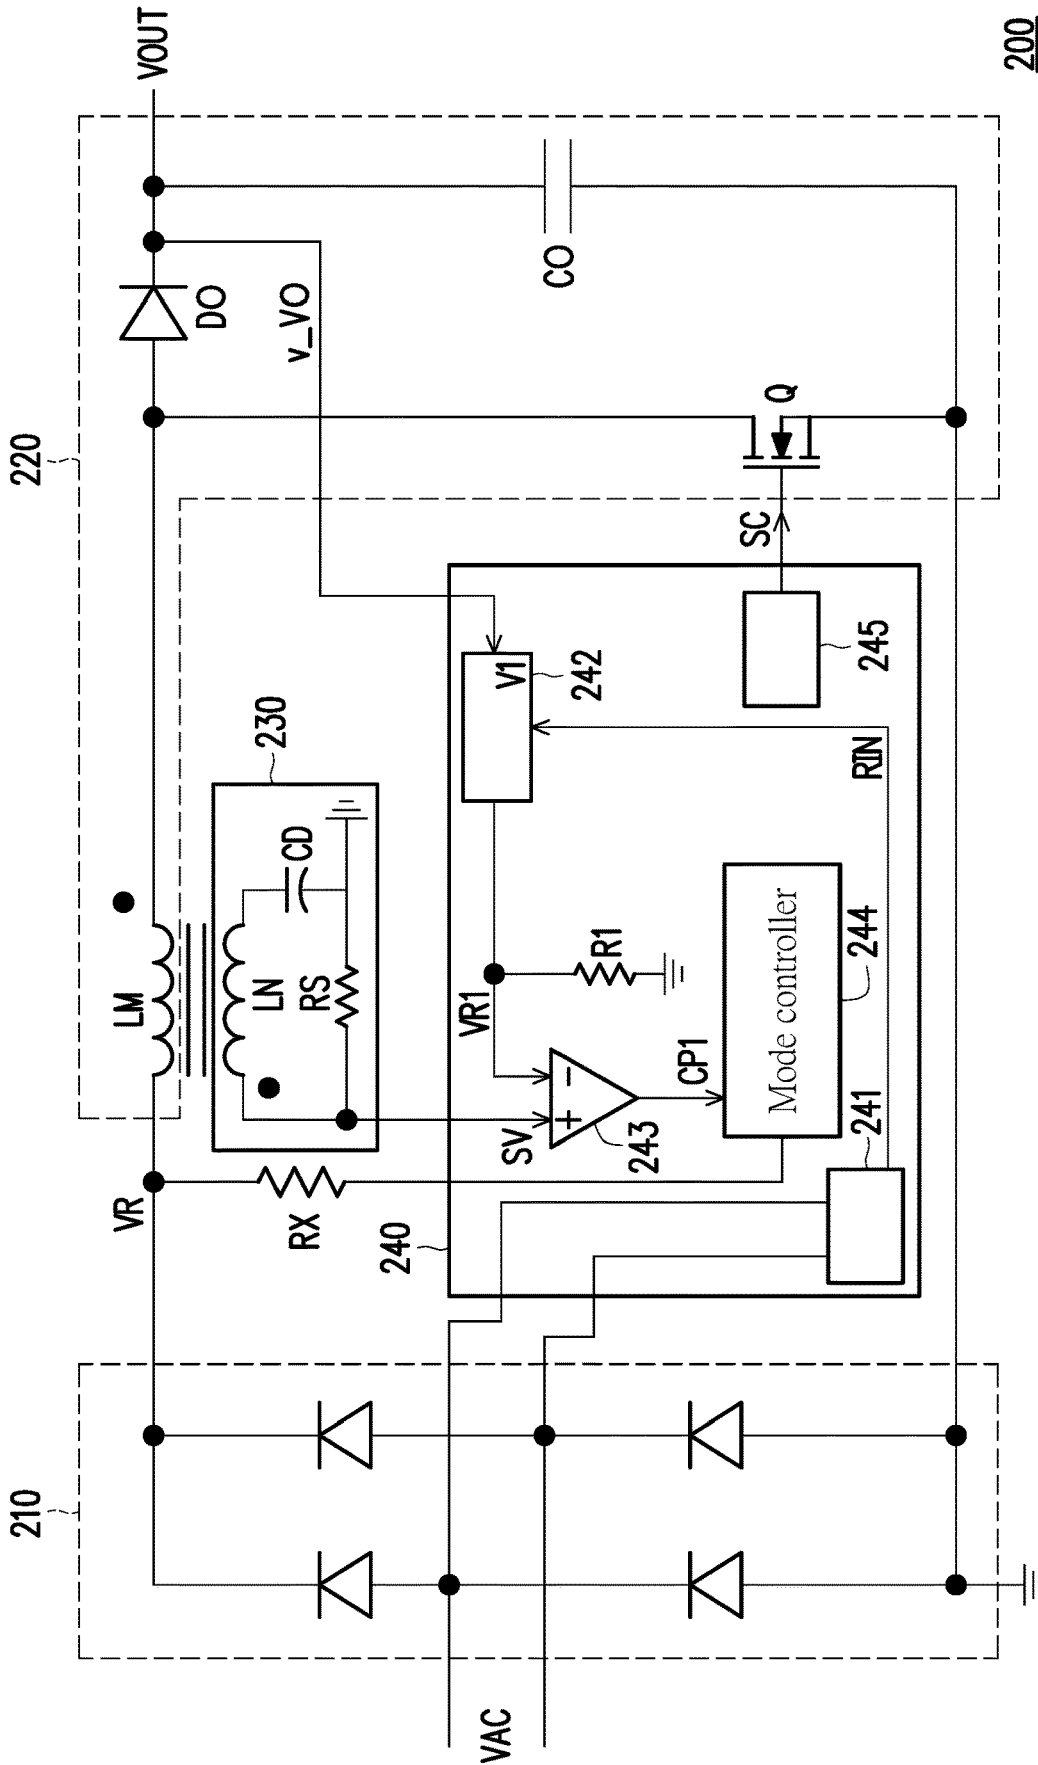 200
210
220
VAC
VR
LM
DO
VOUT
230
LN
RS
CD
v_VO
CO
RX
240
SV
VR1
R1
V1
242
243
CP1
Mode controller
244
241
RIN
245
SC
Q